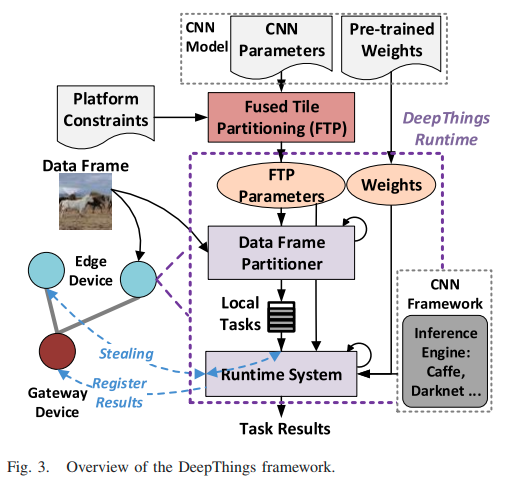 CNN
Model
CNN
Parameters
Pre-trained
Weights
Platform
Constraints
Fused Tile
Partitioning (FTP)
DeepThings
Runtime
Data Frame
FTP
Parameters
Weights
Data Frame
Partitioner
Edge
Device
Local
Tasks
CNN
Framework
Inference
Engine:
Caffe,
Darknet ...
Stealing
Register
Results
Gateway
Device
Runtime System
Task Results
Fig. 3. Overview of the DeepThings framework.